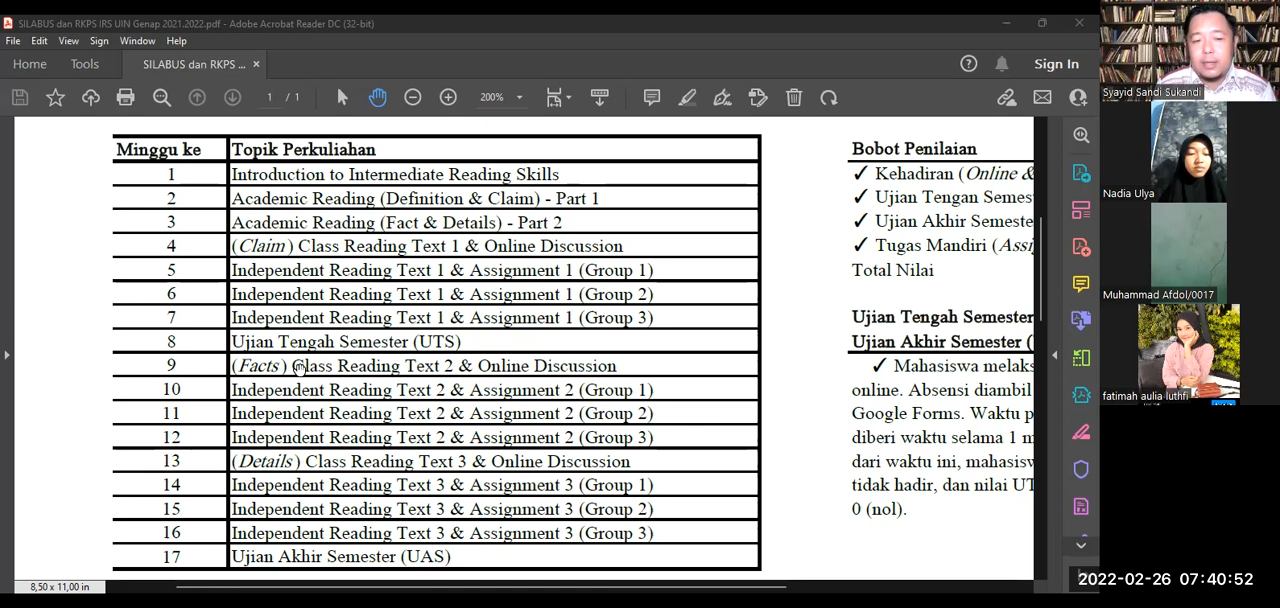 SILABUS dan RKPS IRS UIN Genap 2021.2022.pdf - Adobe Acrobat Reader DC (32-bit)
File Edit View Sign Window Help
Home Tools SILABUS dan RKPS ... × Sign In
1 / 1 200%
Minggu ke Topik Perkuliahan
1 Introduction to Intermediate Reading Skills
2 Academic Reading (Definition & Claim) - Part 1
3 Academic Reading (Fact & Details) - Part 2
4 (Claim) Class Reading Text 1 & Online Discussion
5 Independent Reading Text 1 & Assignment 1 (Group 1)
6 Independent Reading Text 1 & Assignment 1 (Group 2)
7 Independent Reading Text 1 & Assignment 1 (Group 3)
8 Ujian Tengah Semester (UTS)
9 (Facts) Class Reading Text 2 & Online Discussion
10 Independent Reading Text 2 & Assignment 2 (Group 1)
11 Independent Reading Text 2 & Assignment 2 (Group 2)
12 Independent Reading Text 2 & Assignment 2 (Group 3)
13 (Details) Class Reading Text 3 & Online Discussion
14 Independent Reading Text 3 & Assignment 3 (Group 1)
15 Independent Reading Text 3 & Assignment 3 (Group 2)
16 Independent Reading Text 3 & Assignment 3 (Group 3)
17 Ujian Akhir Semester (UAS)
Bobot Penilaian
✓ Kehadiran (Online &
✓ Ujian Tengan Semes
✓ Ujian Akhir Semeste
✓ Tugas Mandiri (Assi
Total Nilai
Ujian Tengah Semester
Ujian Akhir Semester (
✓ Mahasiswa melaks
online. Absensi diambil
Google Forms. Waktu p
diberi waktu selama 1 m
dari waktu ini, mahasisw
tidak hadir, dan nilai UT
0 (nol).
8,50 x 11,00 in
Syayid Sandi Sukandi
Nadia Ulya
Muhammad Afdol/0017
fatimah aulia luthfi
2022-02-26 07:40:52